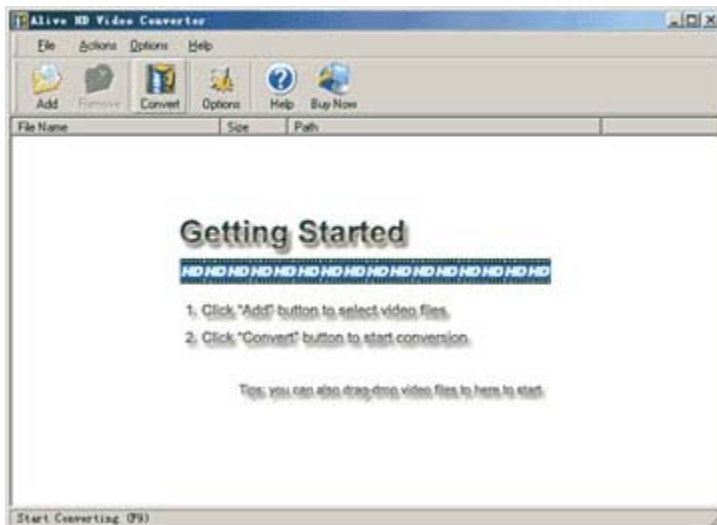 Alive HD Video Converter
File Actions Options Help
Add Remove Convert Options Help Buy Now
File Name Size Path
Getting Started
HD HD HD HD HD HD HD HD HD HD HD HD HD HD HD HD
1. Click "Add" button to select video files.
2. Click "Convert" button to start conversion.
Tips: you can also drag-drop video files to here to start.
Start Converting (F9)